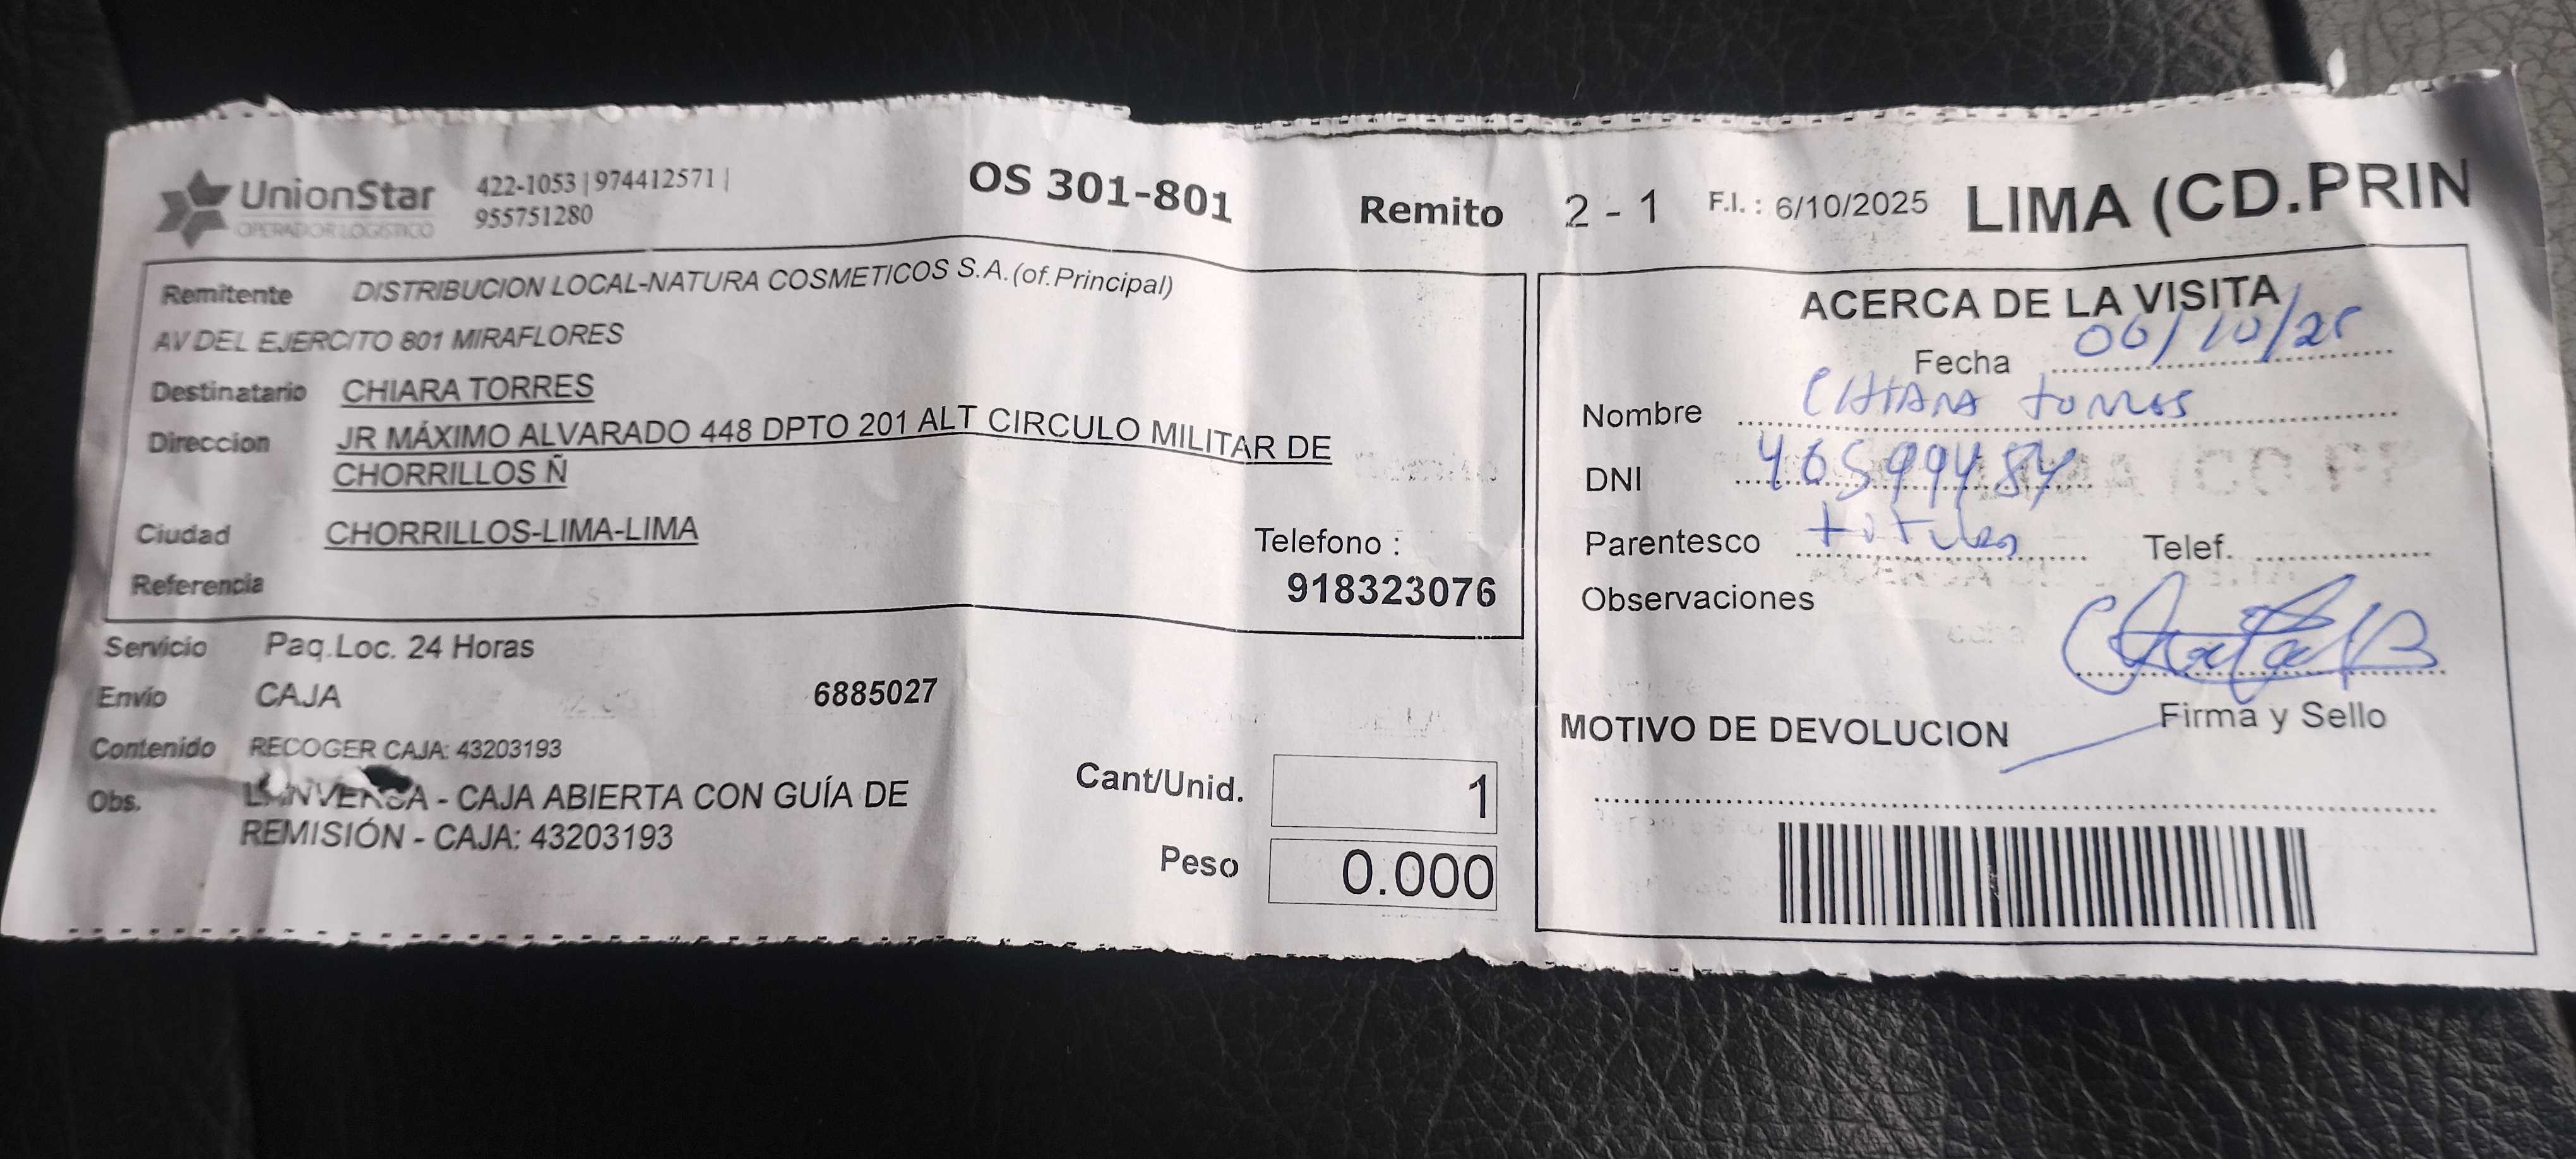 UnionStar
OPERADOR LOGÍSTICO
422-1053 | 974412571 |
955751280
OS 301-801
Remito 2 - 1 F.I. : 6/10/2025 LIMA (CD.PRIN
Remitente DISTRIBUCION LOCAL-NATURA COSMETICOS S.A.(of.Principal)
AV DEL EJERCITO 801 MIRAFLORES
Destinatario CHIARA TORRES
Direccion JR MÁXIMO ALVARADO 448 DPTO 201 ALT CIRCULO MILITAR DE
CHORRILLOS Ñ
Ciudad CHORRILLOS-LIMA-LIMA
Telefono :
918323076
Referencia
Servicio Paq.Loc. 24 Horas
Envío CAJA 6885027
Contenido RECOGER CAJA: 43203193
Obs. - CAJA ABIERTA CON GUÍA DE
REMISIÓN - CAJA: 43203193
Cant/Unid. 1
Peso 0.000
ACERCA DE LA VISITA
Fecha 06/10/25
Nombre CHIARA TORRES
DNI 46599487
Parentesco titular Telef.
Observaciones
Firma y Sello
MOTIVO DE DEVOLUCION